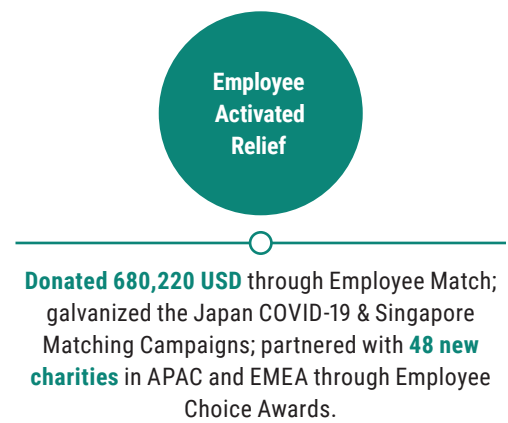 Employee
Activated
Relief
Donated 680,220 USD through Employee Match;
galvanized the Japan COVID-19 & Singapore
Matching Campaigns; partnered with 48 new
charities in APAC and EMEA through Employee
Choice Awards.